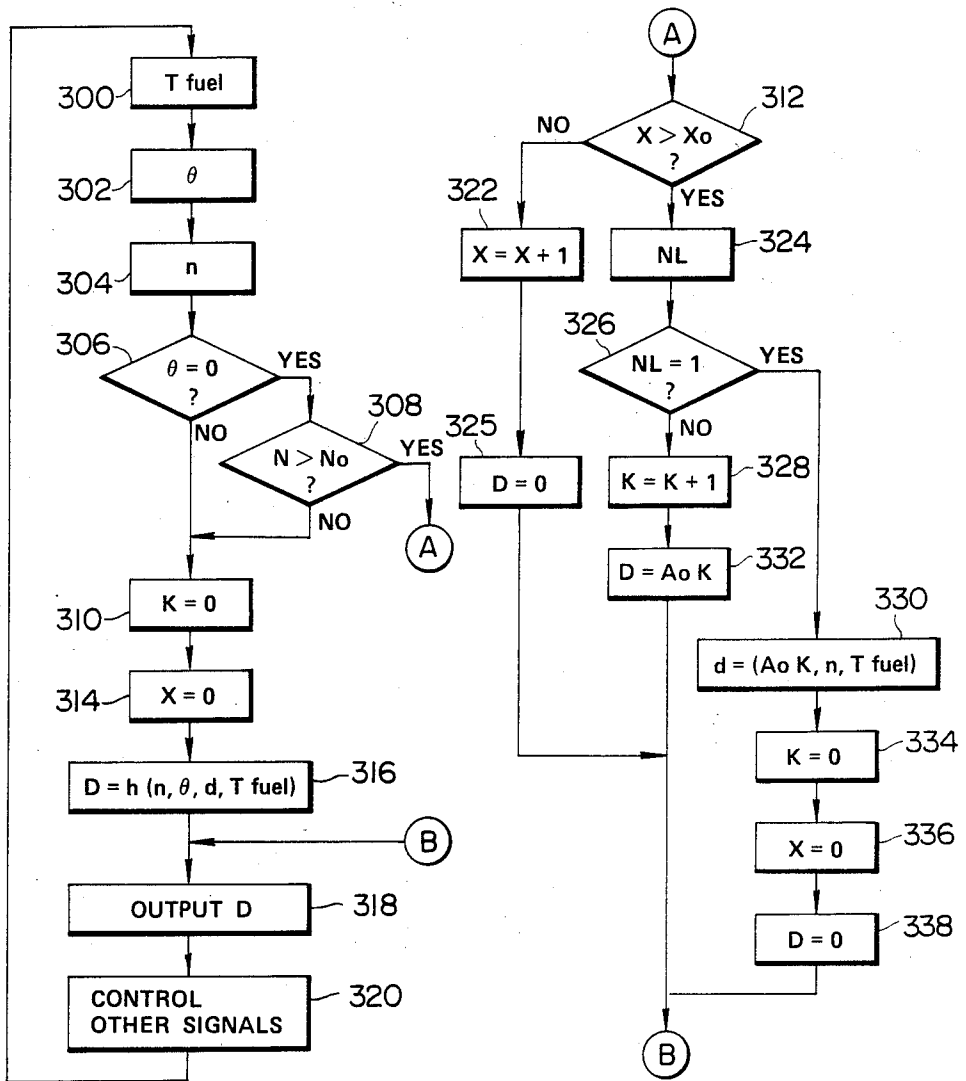 300
T fuel
302
θ
304
n
306
θ = 0
?
YES
NO
308
N > No
?
YES
NO
A
310
K = 0
314
X = 0
D = h (n, θ, d, T fuel)
316
B
OUTPUT D
318
CONTROL
OTHER SIGNALS
320
A
312
X > Xo
?
NO
YES
322
X = X + 1
NL
324
326
NL = 1
?
YES
NO
325
D = 0
K = K + 1
328
D = Ao K
332
330
d = (Ao K, n, T fuel)
K = 0
334
X = 0
336
D = 0
338
B